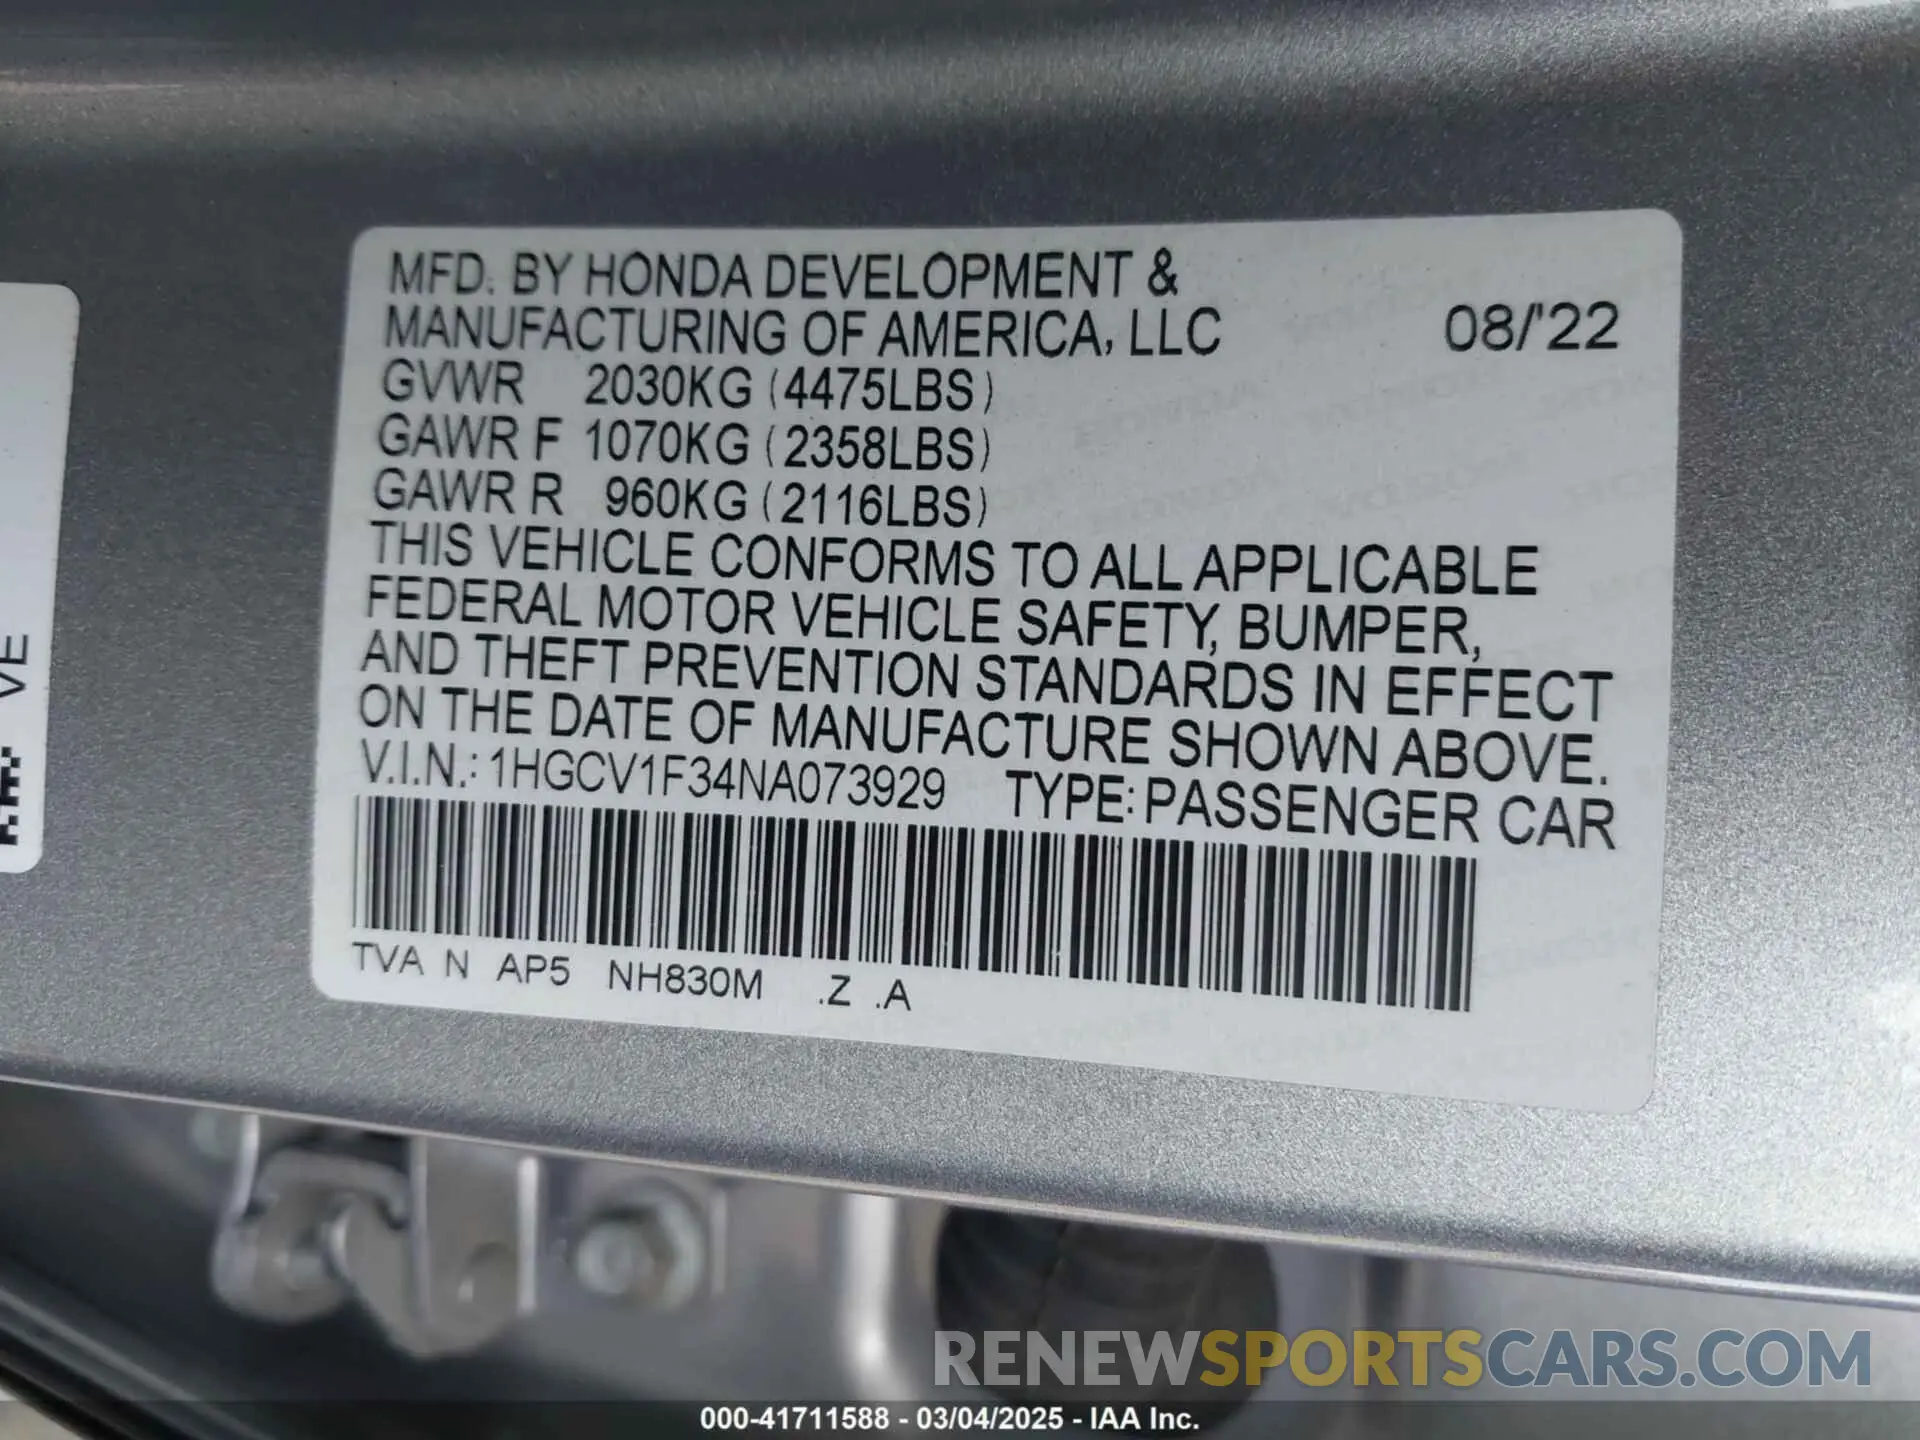 MFD. BY HONDA DEVELOPMENT &
MANUFACTURING OF AMERICA, LLC 08/'22
GVWR 2030KG (4475LBS)
GAWR F 1070KG (2358LBS)
GAWR R 960KG (2116LBS)
THIS VEHICLE CONFORMS TO ALL APPLICABLE
FEDERAL MOTOR VEHICLE SAFETY, BUMPER,
AND THEFT PREVENTION STANDARDS IN EFFECT
ON THE DATE OF MANUFACTURE SHOWN ABOVE.
V.I.N.: 1HGCV1F34NA073929 TYPE: PASSENGER CAR
TVA N AP5 NH830M .Z .A
VE
RENEWSPORTSCARS.COM
000-41711588 - 03/04/2025 - IAA Inc.